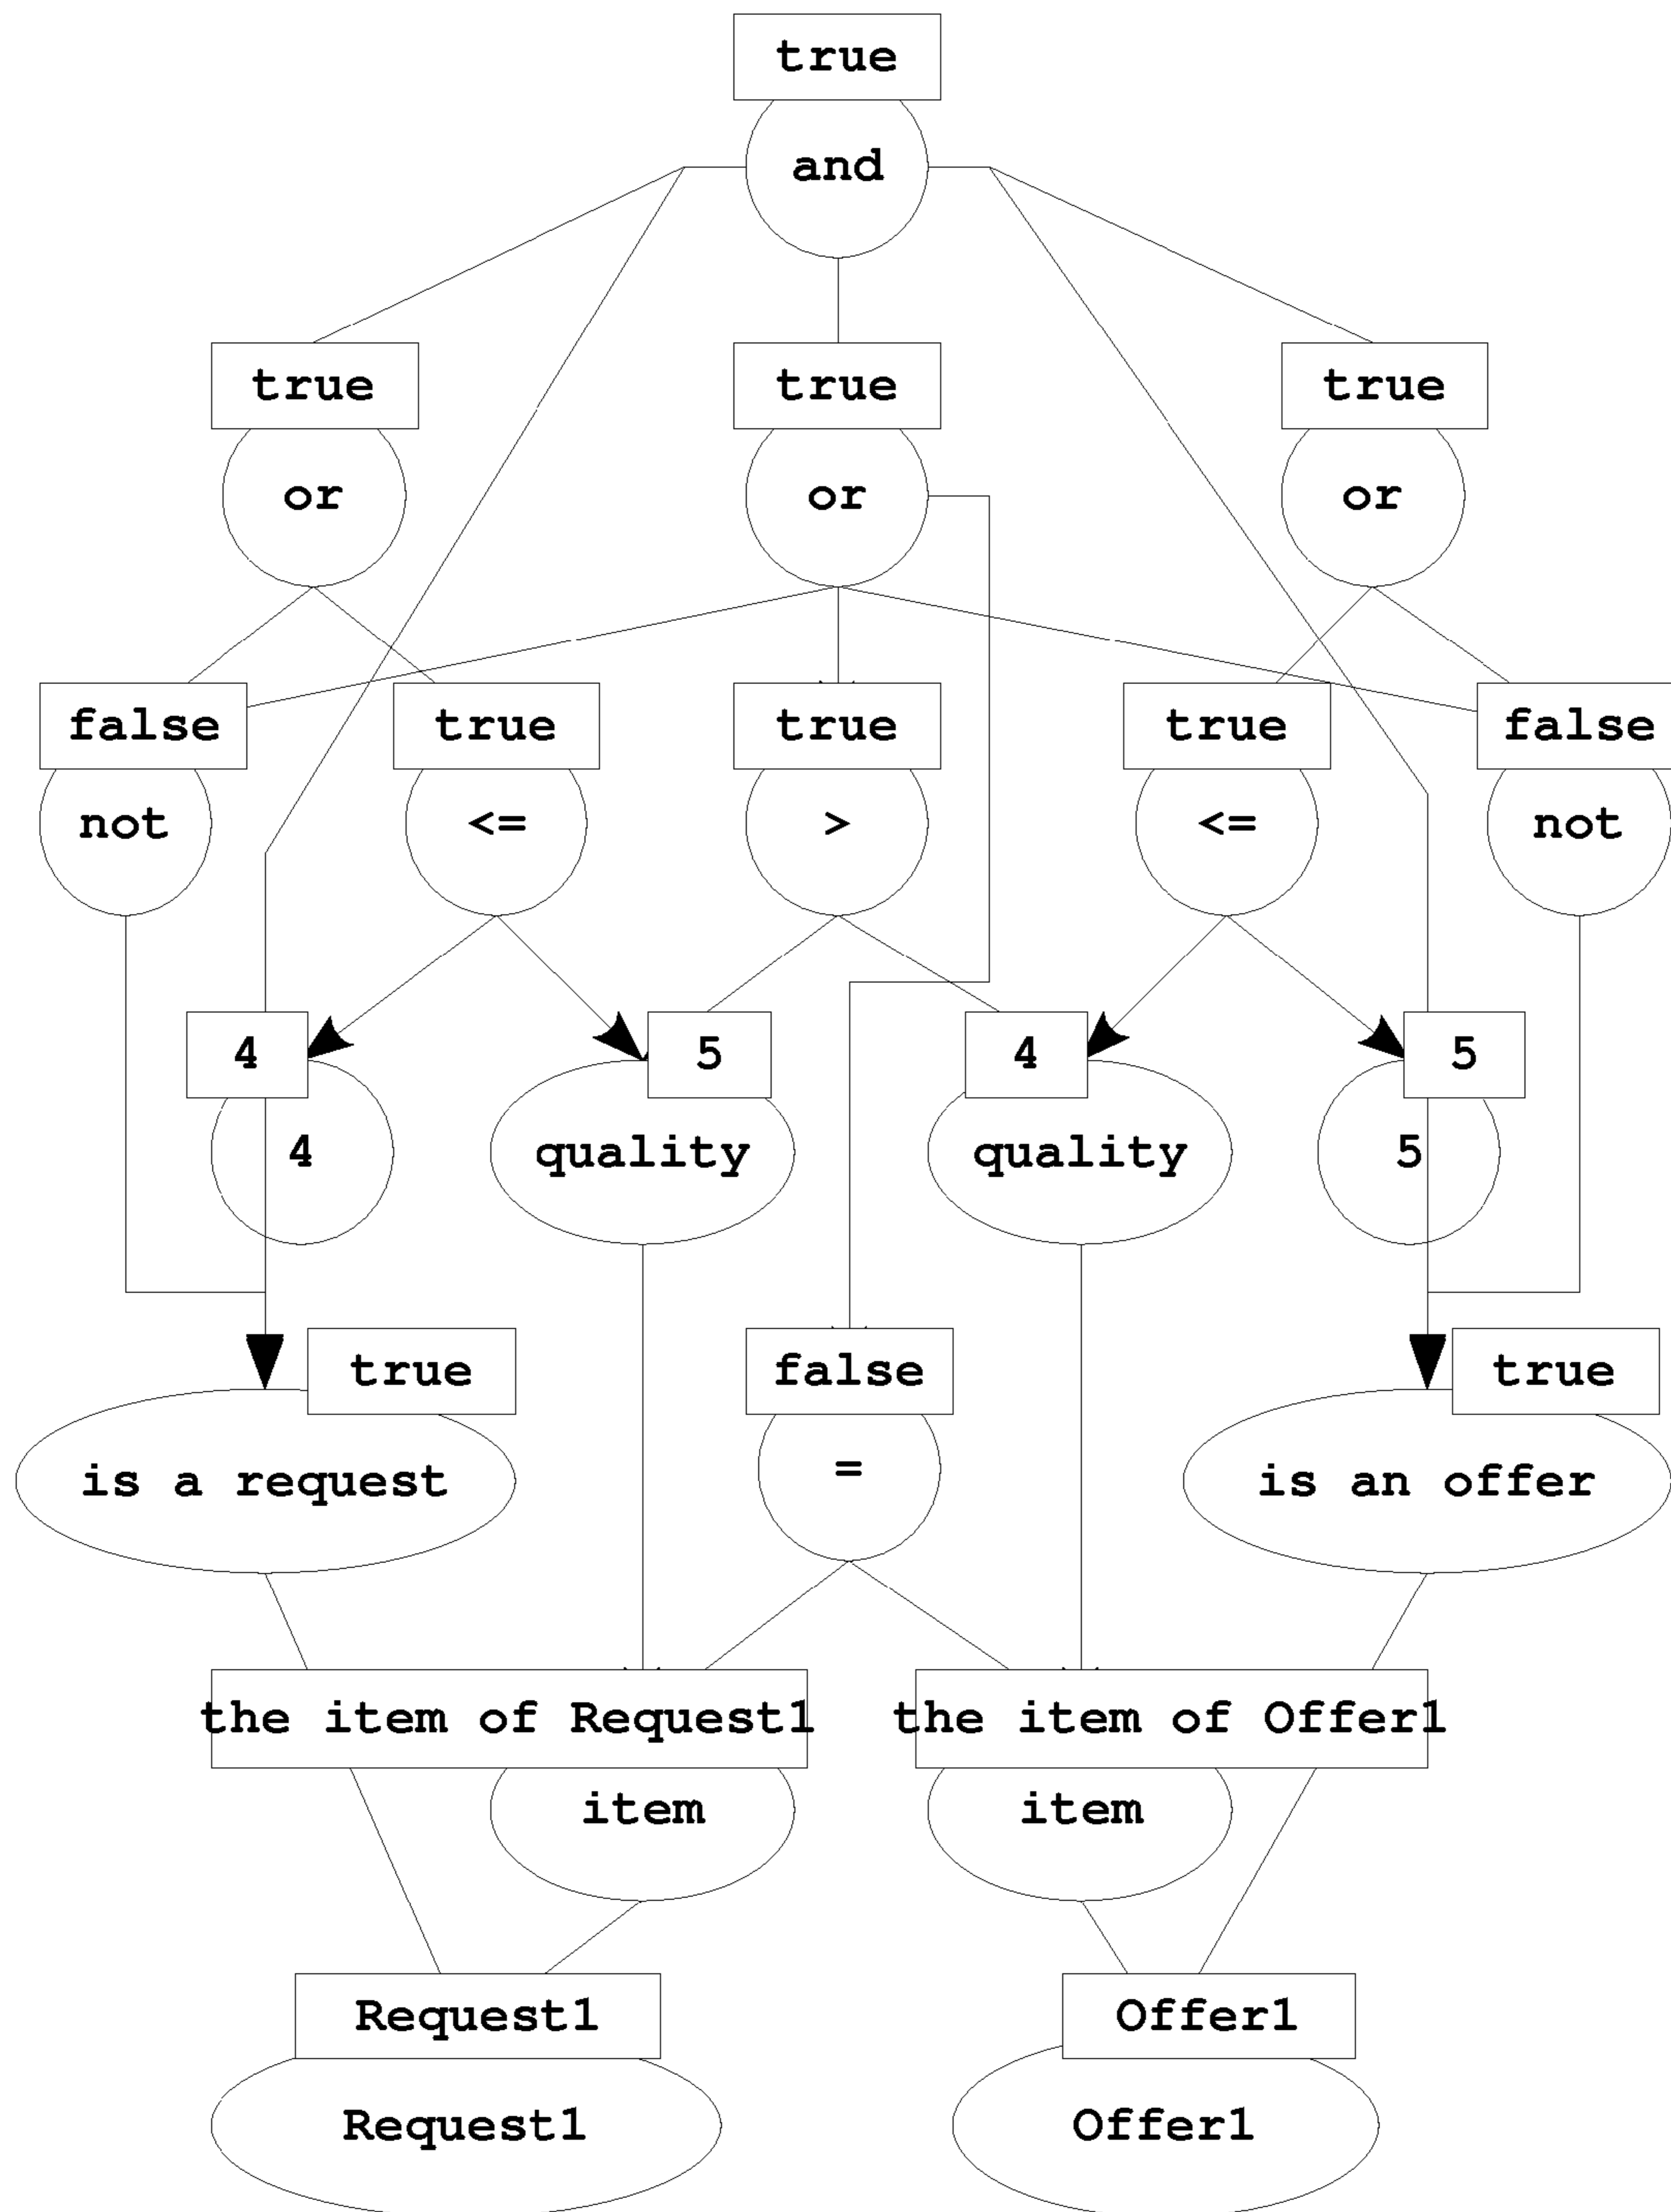 true
and
true true true
or or or
false true true true false
not <= > <= not
4 5 4 5
4 quality quality 5
true false true
is a request = is an offer
the item of Request1 the item of Offer1
item item
Request1 Offer1
Request1 Offer1